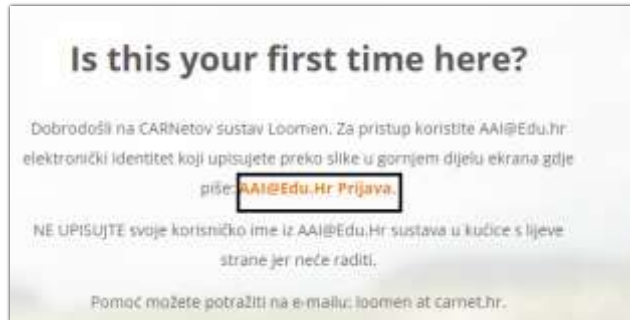 Is this your first time here?
Dobrodošli na CARNetov sustav Loomen. Za pristup koristite AAI@Edu.hr
elektronički identitet koji upisujete preko slike u gornjem dijelu ekrana gdje
piše: AAI@Edu.Hr Prijava.
NE UPISUJTE svoje korisničko ime iz AAI@Edu.Hr sustava u kućice s lijeve
strane jer neće raditi.
Pomoć možete potražiti na e-mailu: loomen at carnet.hr.